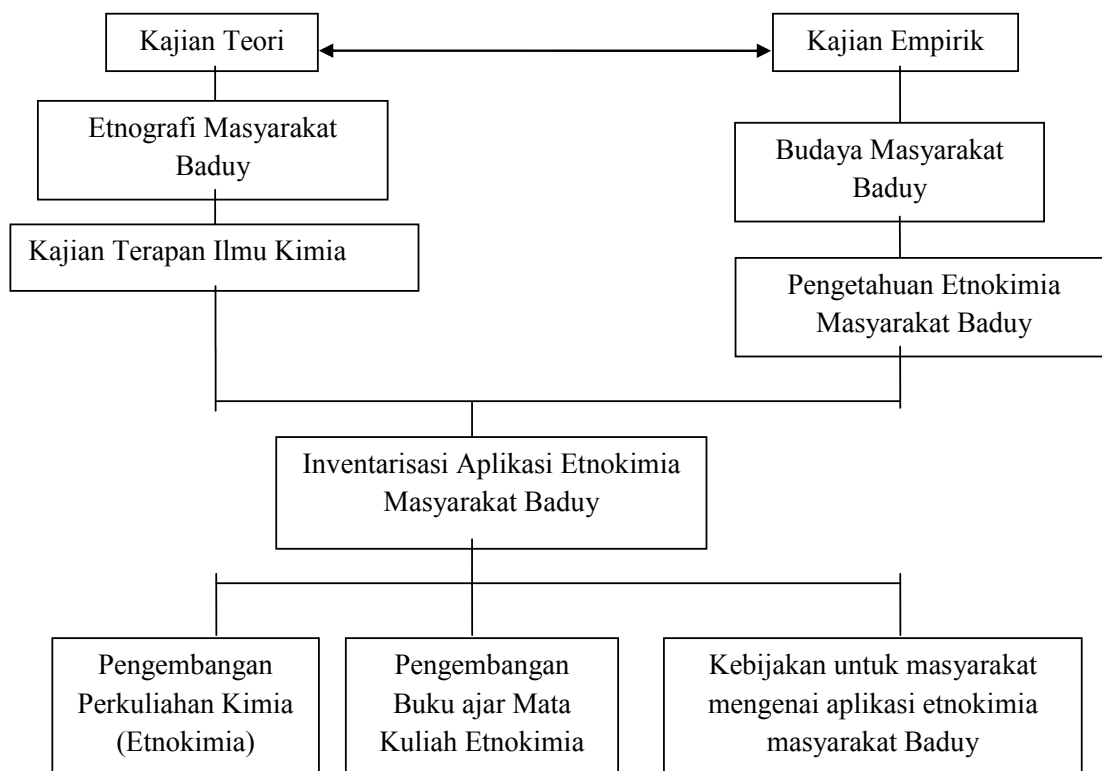 Kajian Teori
Kajian Empirik
Etnografi Masyarakat
Baduy
Budaya Masyarakat
Baduy
Kajian Terapan Ilmu Kimia
Pengetahuan Etnokimia
Masyarakat Baduy
Inventarisasi Aplikasi Etnokimia
Masyarakat Baduy
Pengembangan
Perkuliahan Kimia
(Etnokimia)
Pengembangan
Buku ajar Mata
Kuliah Etnokimia
Kebijakan untuk masyarakat
mengenai aplikasi etnokimia
masyarakat Baduy